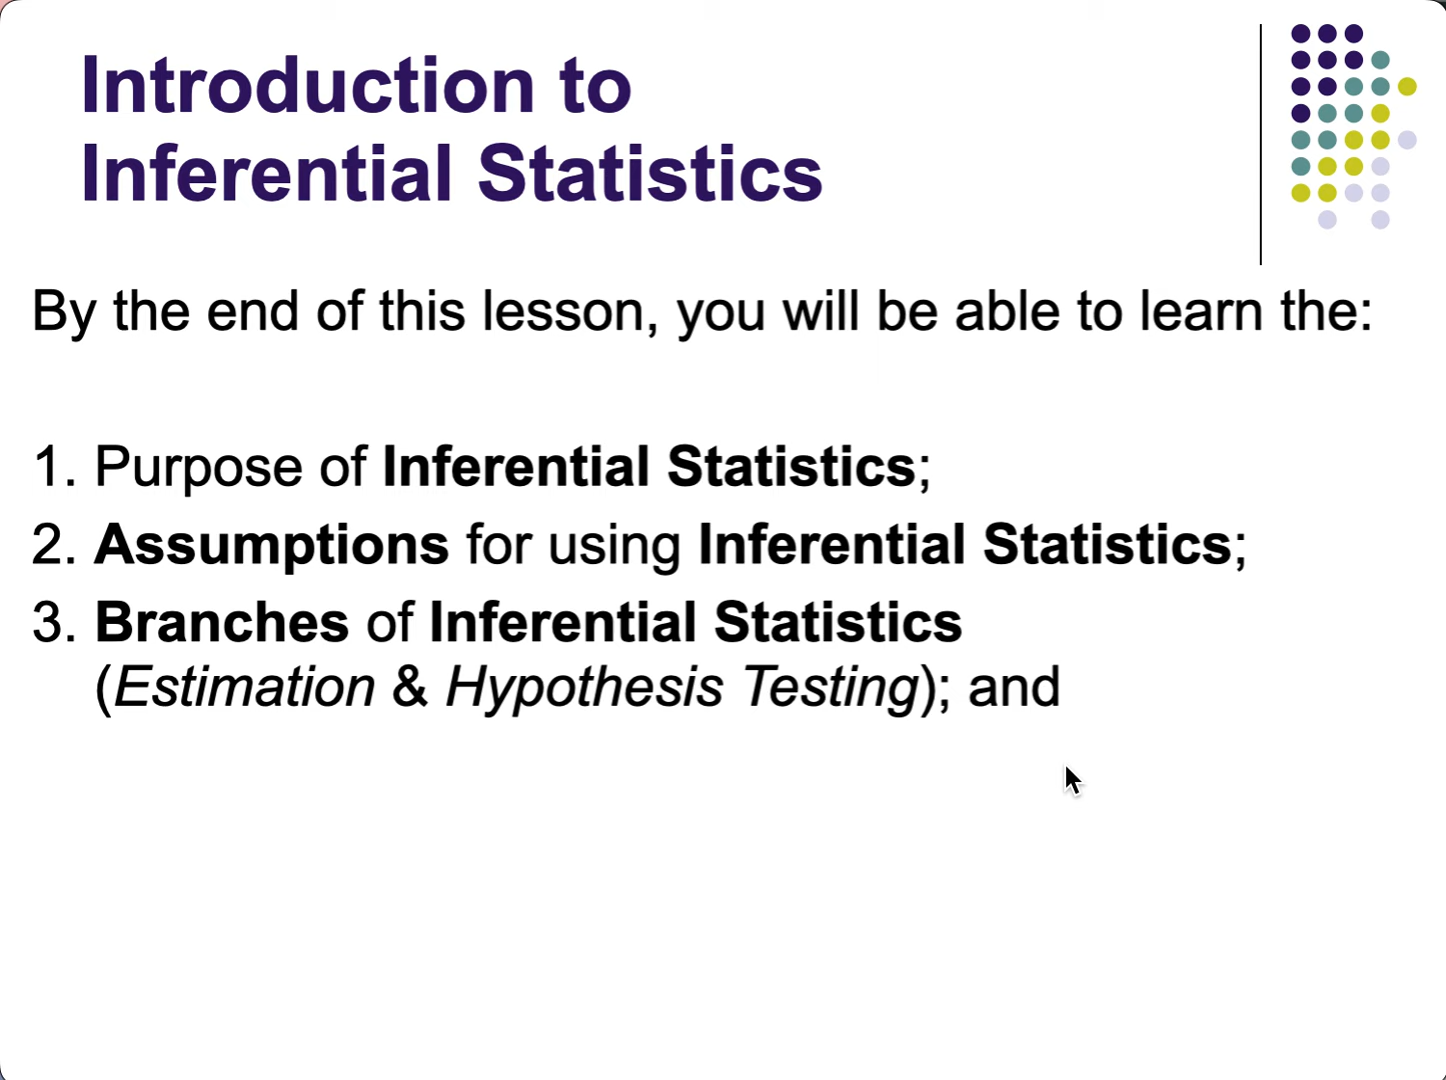 Introduction to
Inferential Statistics
By the end of this lesson, you will be able to learn the:
1. Purpose of Inferential Statistics;
2. Assumptions for using Inferential Statistics;
3. Branches of Inferential Statistics
(Estimation & Hypothesis Testing); and